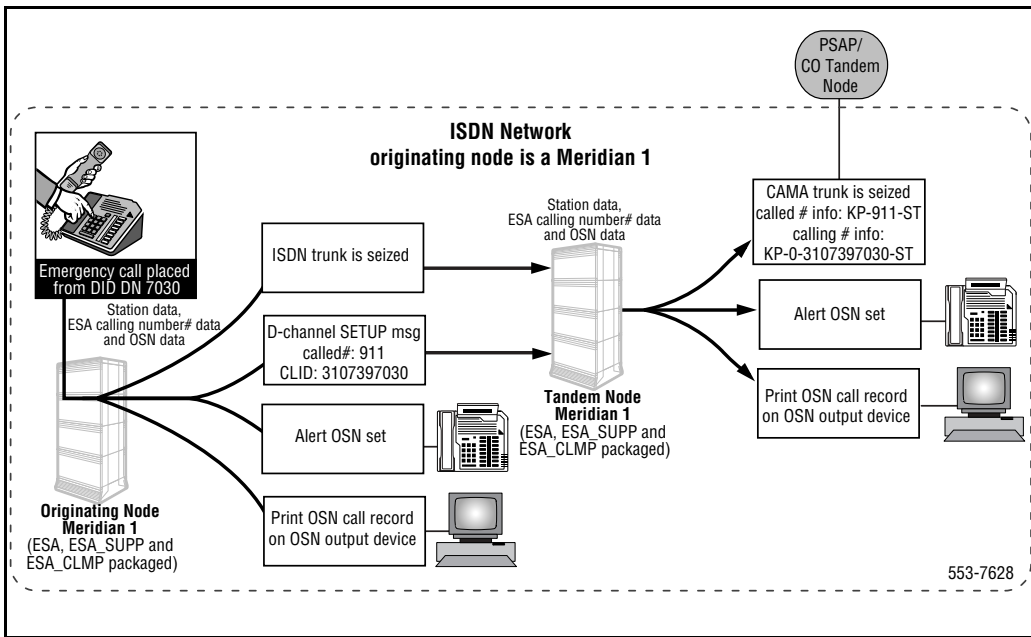 PSAP/
CO Tandem
Node
ISDN Network
originating node is a Meridian 1
Emergency call placed
from DID DN 7030
Station data,
ESA calling number# data
and OSN data
Originating Node
Meridian 1
(ESA, ESA_SUPP and
ESA_CLMP packaged)
ISDN trunk is seized
D-channel SETUP msg
called#: 911
CLID: 3107397030
Alert OSN set
Print OSN call record
on OSN output device
Station data,
ESA calling number# data
and OSN data
Tandem Node
Meridian 1
(ESA, ESA_SUPP and
ESA_CLMP packaged)
CAMA trunk is seized
called # info: KP-911-ST
calling # info:
KP-0-3107397030-ST
Alert OSN set
Print OSN call record
on OSN output device
553-7628